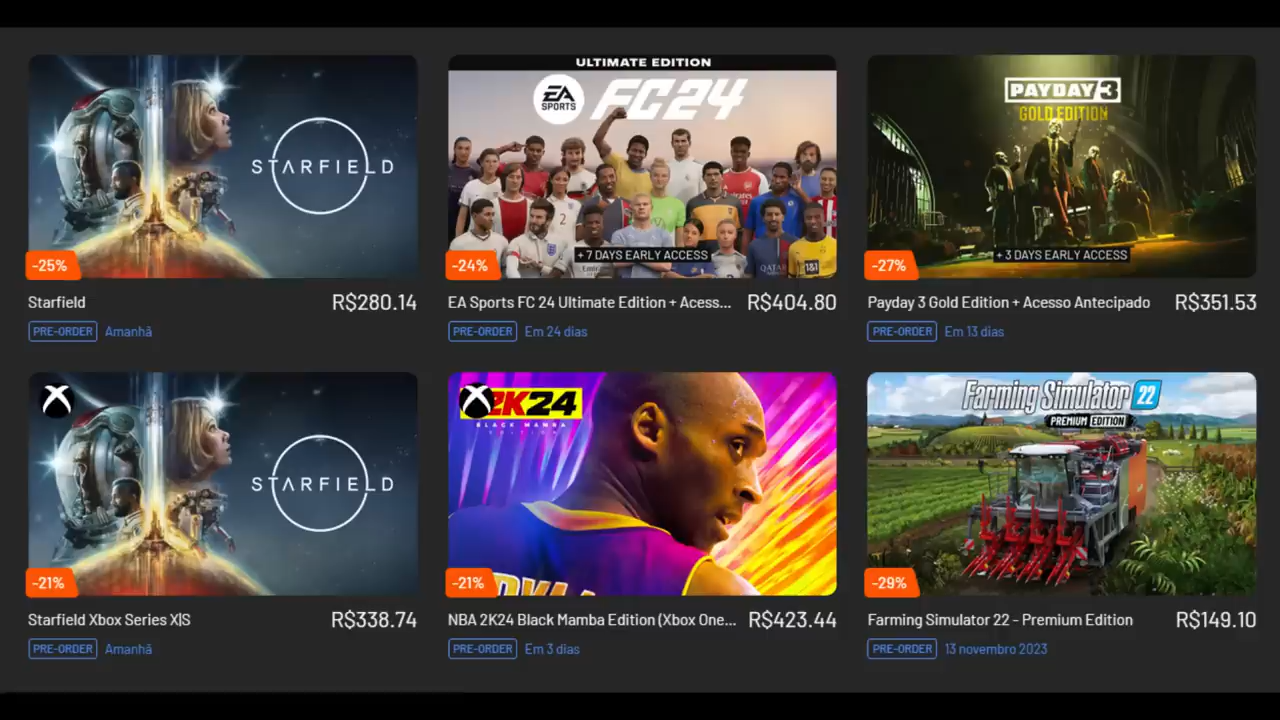 STARFIELD
-25%
Starfield
R$280.14
PRE-ORDER
Amanhã
ULTIMATE EDITION
EA SPORTS
FC24
+ 7 DAYS EARLY ACCESS
-24%
EA Sports FC 24 Ultimate Edition + Acess...
R$404.80
PRE-ORDER
Em 24 dias
PAYDAY 3
GOLD EDITION
+ 3 DAYS EARLY ACCESS
-27%
Payday 3 Gold Edition + Acesso Antecipado
R$351.53
PRE-ORDER
Em 13 dias
STARFIELD
-21%
Starfield Xbox Series X|S
R$338.74
PRE-ORDER
Amanhã
2K24
BLACK MAMBA
EDITION
-21%
NBA 2K24 Black Mamba Edition (Xbox One...
R$423.44
PRE-ORDER
Em 3 dias
Farming Simulator 22
PREMIUM EDITION
-29%
Farming Simulator 22 - Premium Edition
R$149.10
PRE-ORDER
13 novembro 2023